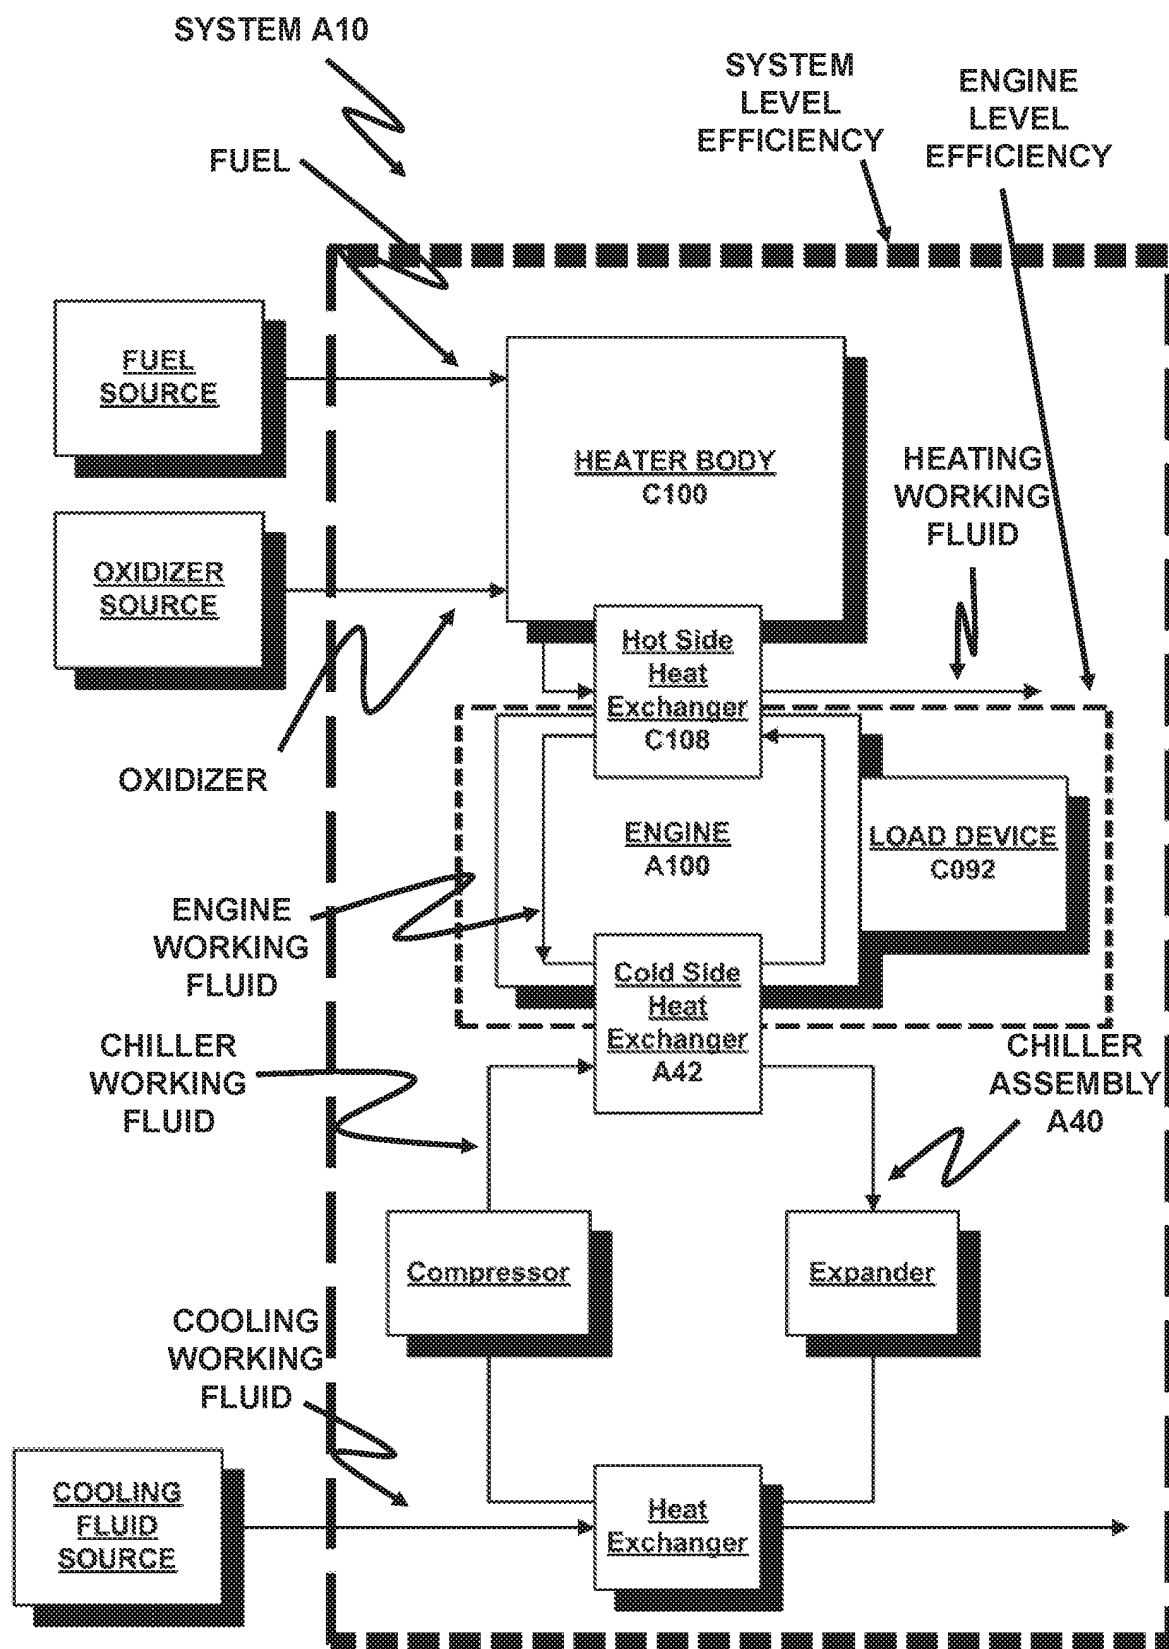 SYSTEM A10
FUEL
SYSTEM
LEVEL
EFFICIENCY
ENGINE
LEVEL
EFFICIENCY
FUEL
SOURCE
HEATER BODY
C100
HEATING
WORKING
FLUID
OXIDIZER
SOURCE
Hot Side
Heat
Exchanger
C108
OXIDIZER
ENGINE
A100
LOAD DEVICE
C092
ENGINE
WORKING
FLUID
Cold Side
Heat
Exchanger
A42
CHILLER
WORKING
FLUID
CHILLER
ASSEMBLY
A40
Compressor
Expander
COOLING
WORKING
FLUID
COOLING
FLUID
SOURCE
Heat
Exchanger